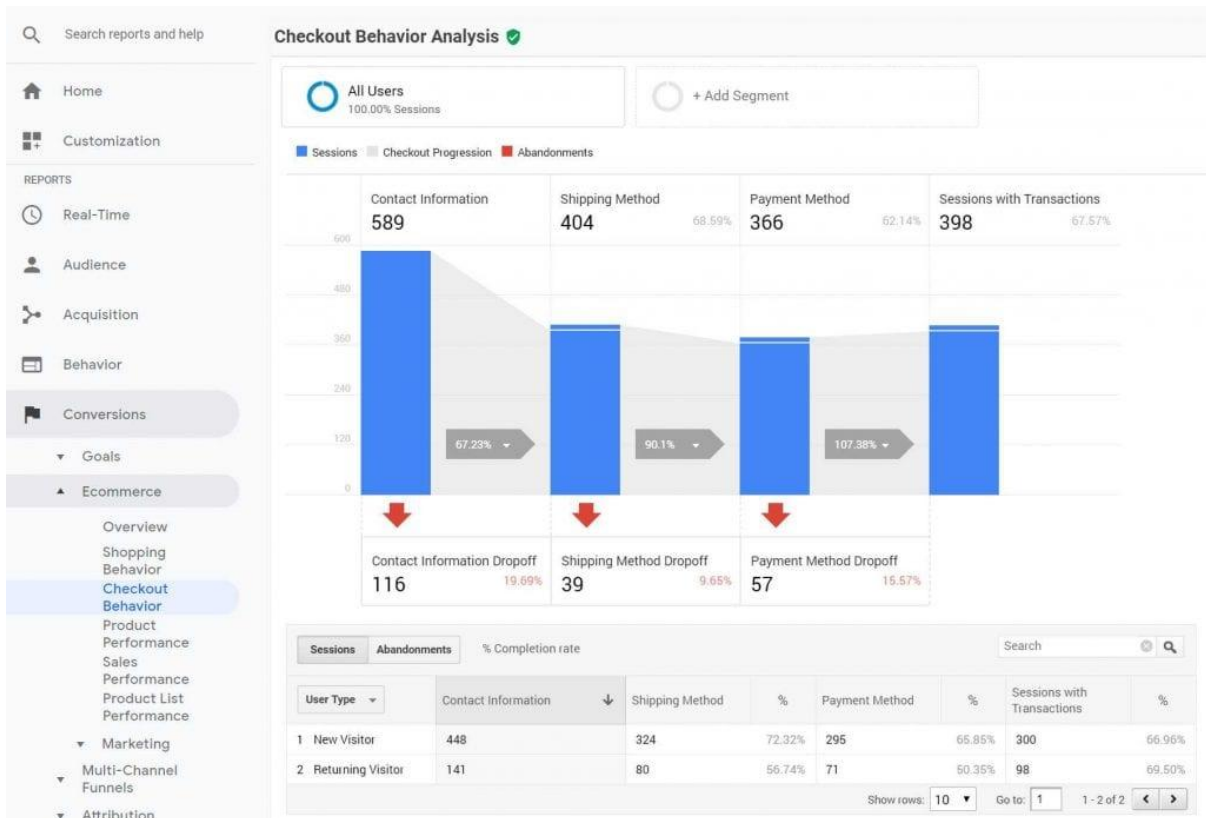 Search reports and help
Home
Customization
REPORTS
Real-Time
Audience
Acquisition
Behavior
Conversions
Goals
Ecommerce
Overview
Shopping
Behavior
Checkout
Behavior
Product
Performance
Sales
Performance
Product List
Performance
Marketing
Multi-Channel
Funnels
Attribution
Checkout Behavior Analysis
All Users
100.00% Sessions
+ Add Segment
Sessions Checkout Progression Abandonments
Contact Information Shipping Method Payment Method Sessions with Transactions
589 404 68.59% 366 62.14% 398 67.57%
600
480
360
240
120
0
67.23% 90.1% 107.38%
Contact Information Dropoff Shipping Method Dropoff Payment Method Dropoff
116 19.69% 39 9.65% 57 15.57%
Sessions Abandonments % Completion rate Search
User Type Contact Information Shipping Method % Payment Method % Sessions with
Transactions %
1 New Visitor 448 324 72.32% 295 65.85% 300 66.96%
2 Returning Visitor 141 80 56.74% 71 50.35% 98 69.50%
Show rows: 10 Go to: 1 1 - 2 of 2